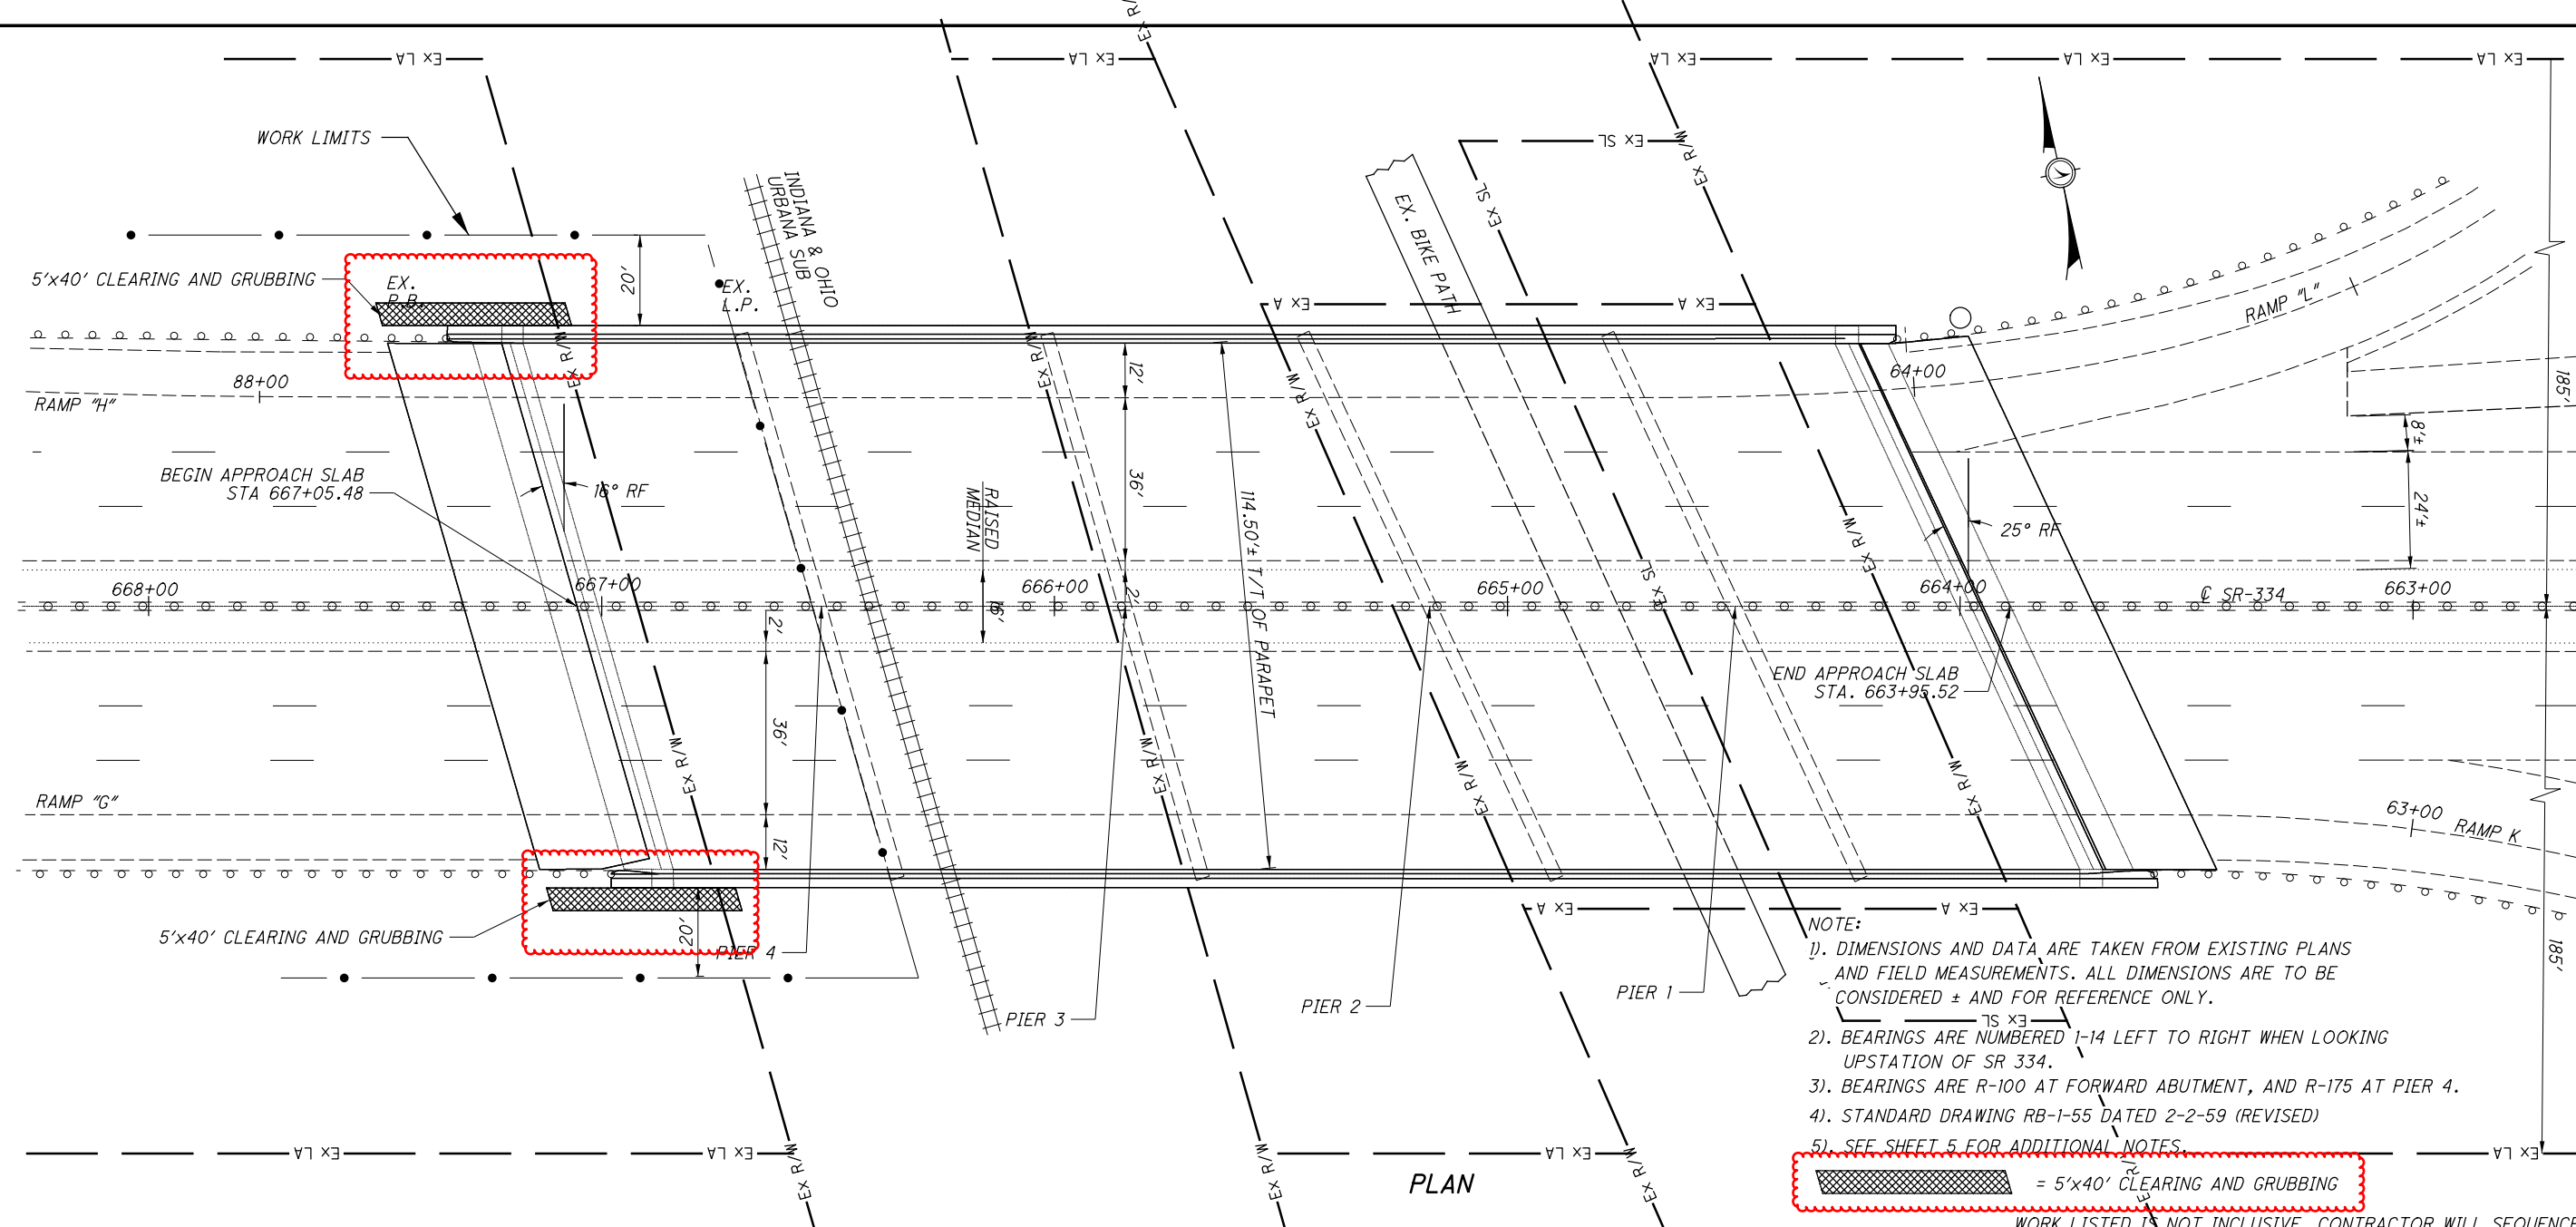 Ex LA
Ex LA
Ex LA
Ex LA
Ex LA
Ex R/W
WORK LIMITS
Ex SL
Ex R/W
Ex SL
INDIANA & OHIO
URBANA SUB
EX. BIKE PATH
5'x40' CLEARING AND GRUBBING
EX.
P.B.
20'
EX.
L.P.
Ex A
Ex A
RAMP "L"
88+00
RAMP "H"
Ex R/W
Ex R/W
Ex R/W
12'
64+00
185'
8'±
BEGIN APPROACH SLAB
STA 667+05.48
16° RF
RAISED
MEDIAN
36'
114.50'± T/T OF PARAPET
Ex R/W
25° RF
24'±
668+00
667+00
16'
666+00
2'
665+00
Ex SL
664+00
℄ SR-334
663+00
2'
36'
END APPROACH SLAB
STA. 663+95.52
Ex R/W
Ex R/W
Ex R/W
Ex R/W
RAMP "G"
12'
63+00
RAMP K
5'x40' CLEARING AND GRUBBING
20'
PIER 4
PIER 3
PIER 2
PIER 1
Ex A
Ex A
185'
NOTE:
1). DIMENSIONS AND DATA ARE TAKEN FROM EXISTING PLANS
AND FIELD MEASUREMENTS. ALL DIMENSIONS ARE TO BE
CONSIDERED ± AND FOR REFERENCE ONLY.
Ex SL
2). BEARINGS ARE NUMBERED 1-14 LEFT TO RIGHT WHEN LOOKING
UPSTATION OF SR 334.
3). BEARINGS ARE R-100 AT FORWARD ABUTMENT, AND R-175 AT PIER 4.
4). STANDARD DRAWING RB-1-55 DATED 2-2-59 (REVISED)
5). SEE SHEET 5 FOR ADDITIONAL NOTES.
Ex LA
Ex LA
Ex R/W
Ex R/W
Ex LA
Ex R/W
Ex LA
PLAN
= 5'x40' CLEARING AND GRUBBING
WORK LISTED IS NOT INCLUSIVE. CONTRACTOR WILL SEQUENCE